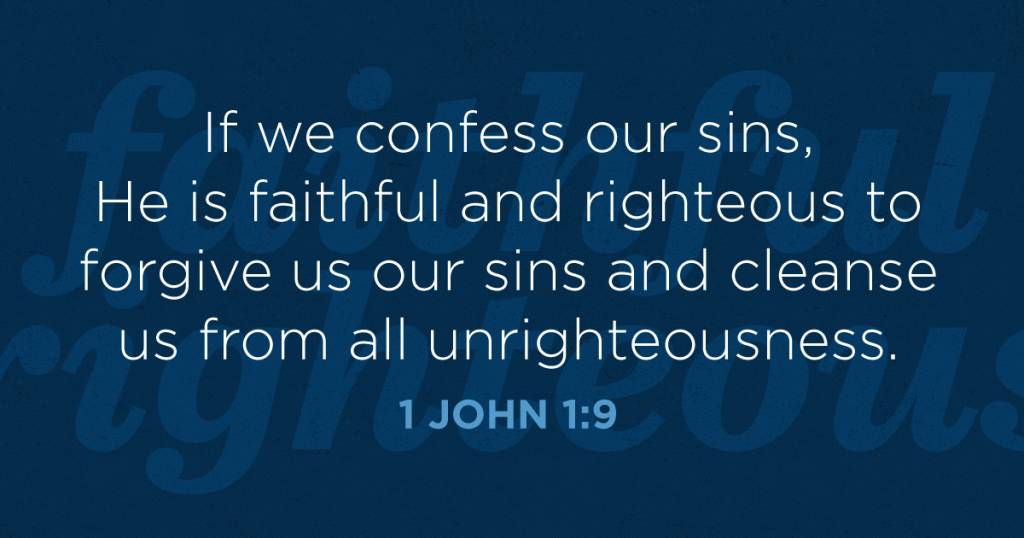 faithful
righteous
If we confess our sins,
He is faithful and righteous to
forgive us our sins and cleanse
us from all unrighteousness.
1 JOHN 1:9